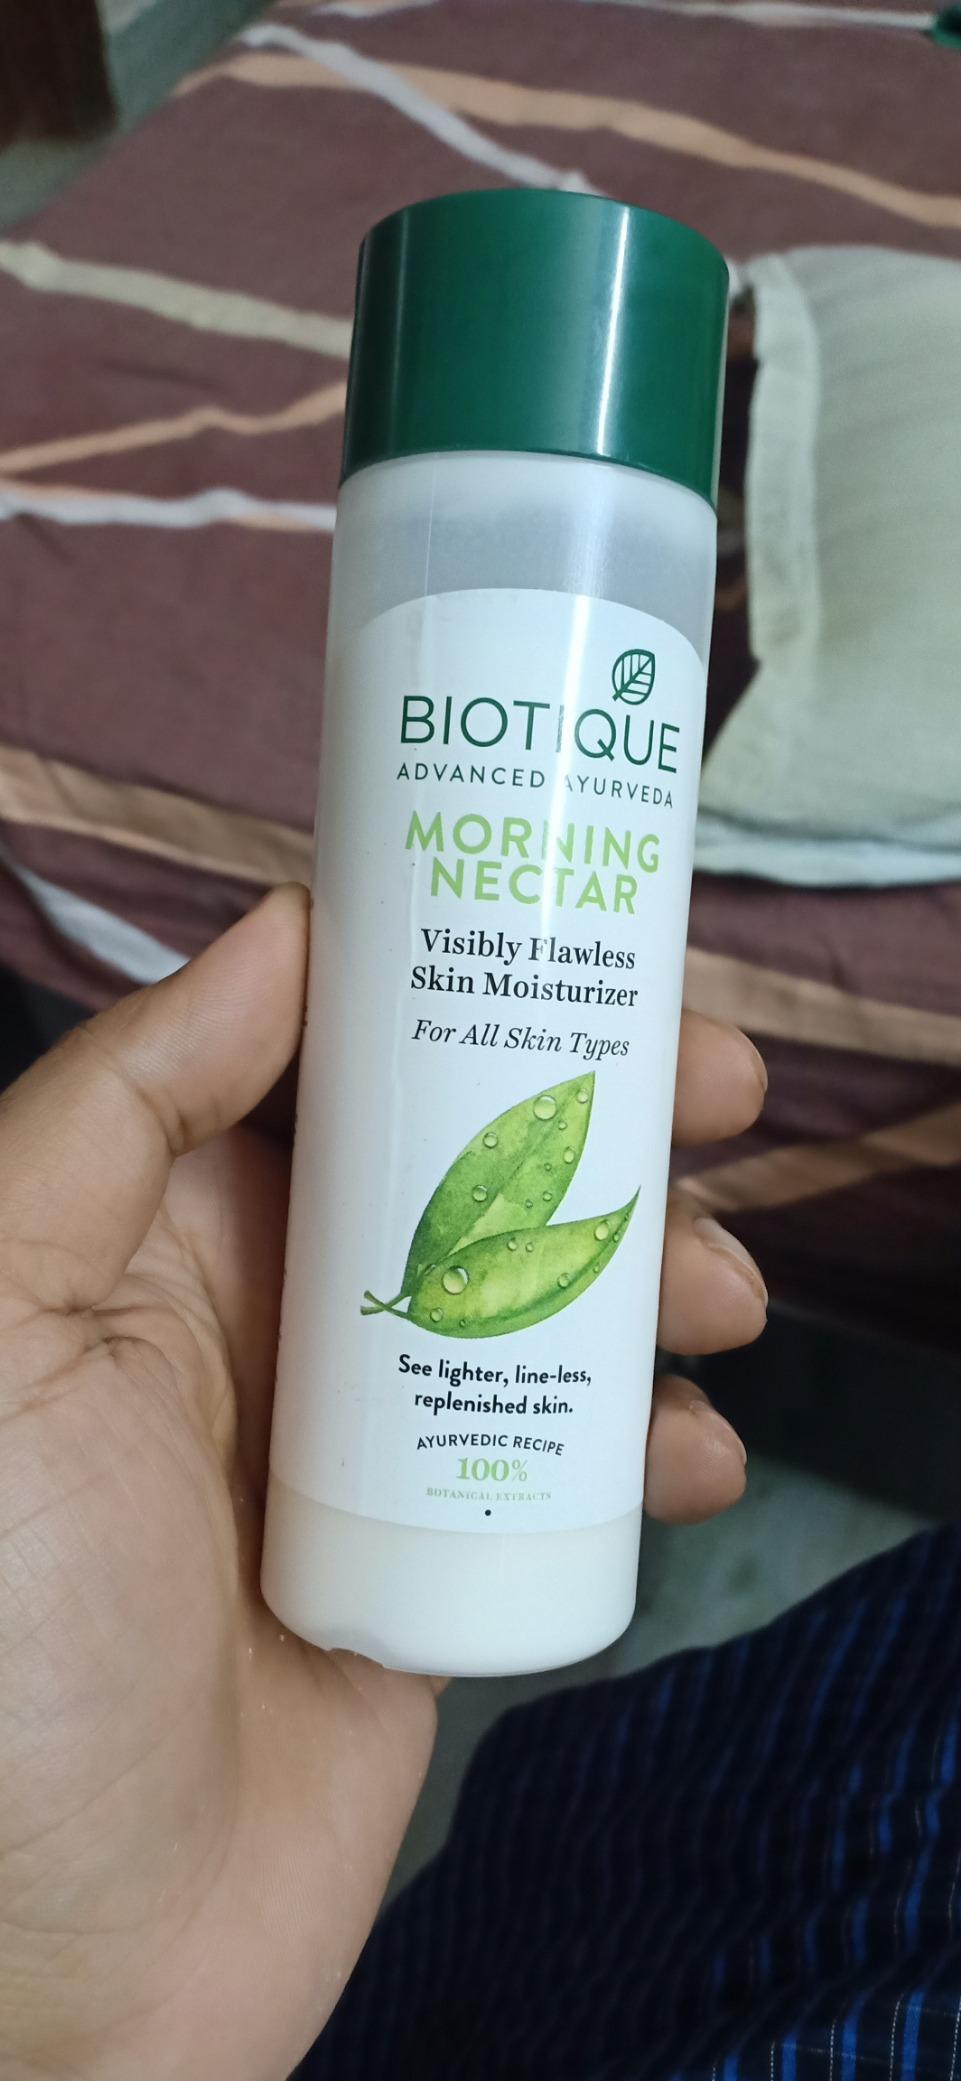 BIOTIQUE
ADVANCED AYURVEDA
MORNING
NECTAR
Visibly Flawless
Skin Moisturizer
For All Skin Types
See lighter, line-less,
replenished skin.
AYURVEDIC RECIPE
100%
BOTANICAL EXTRACTS